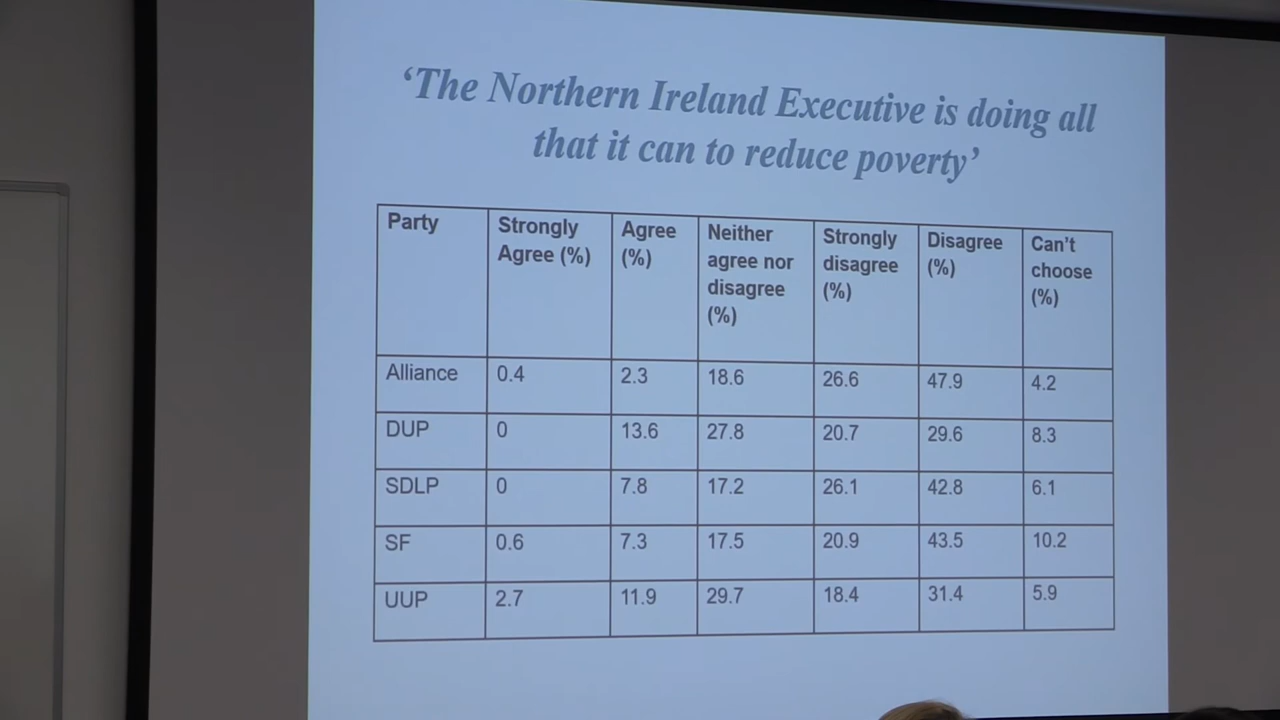 ‘The Northern Ireland Executive is doing all
that it can to reduce poverty’
Party Strongly Agree (%) Agree (%) Neither agree nor disagree (%) Strongly disagree (%) Disagree (%) Can't choose (%)
Alliance 0.4 2.3 18.6 26.6 47.9 4.2
DUP 0 13.6 27.8 20.7 29.6 8.3
SDLP 0 7.8 17.2 26.1 42.8 6.1
SF 0.6 7.3 17.5 20.9 43.5 10.2
UUP 2.7 11.9 29.7 18.4 31.4 5.9